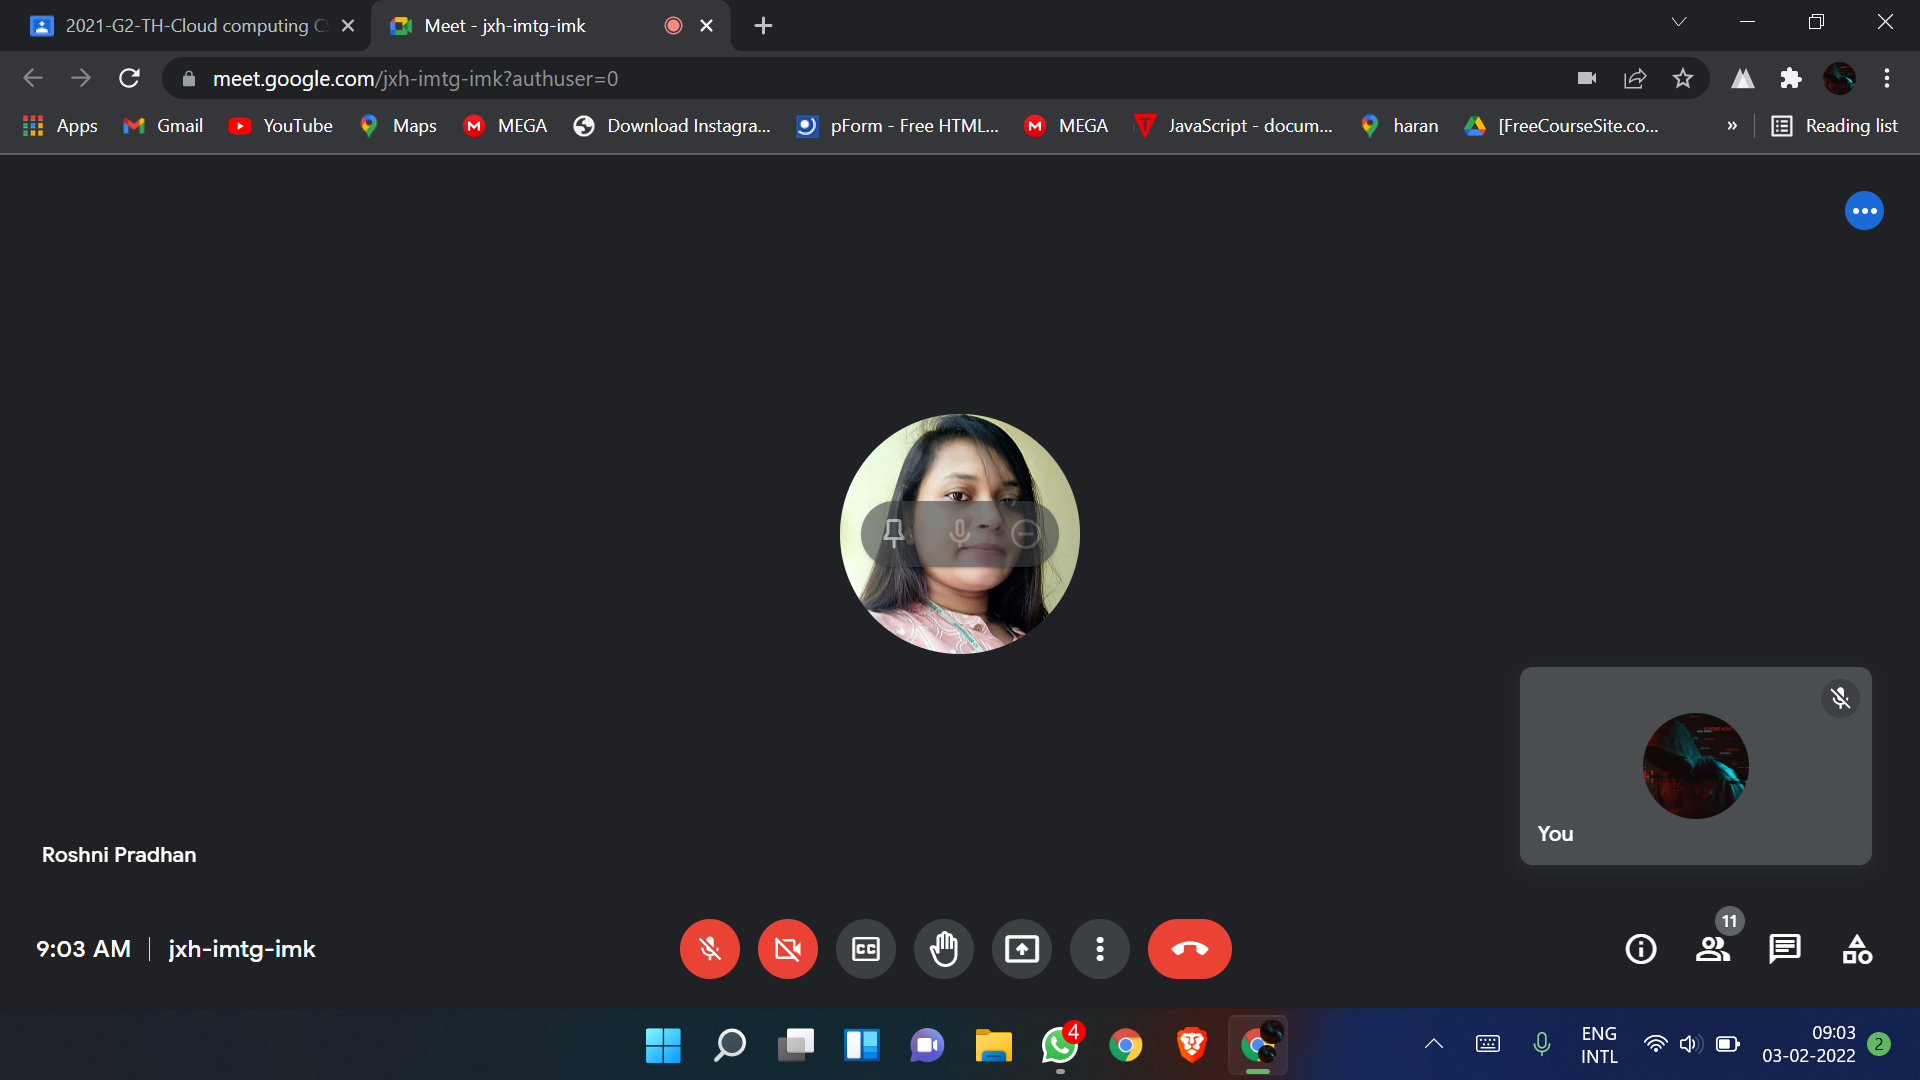 2021-G2-TH-Cloud computing
Meet - jxh-imtg-imk
meet.google.com/jxh-imtg-imk?authuser=0
Apps
Gmail
YouTube
Maps
MEGA
Download Instagra...
pForm - Free HTML...
MEGA
JavaScript - docum...
haran
[FreeCourseSite.co...
»
Reading list
You
Roshni Pradhan
9:03 AM | jxh-imtg-imk
CC
11
4
ENG
INTL
09:03
03-02-2022
2